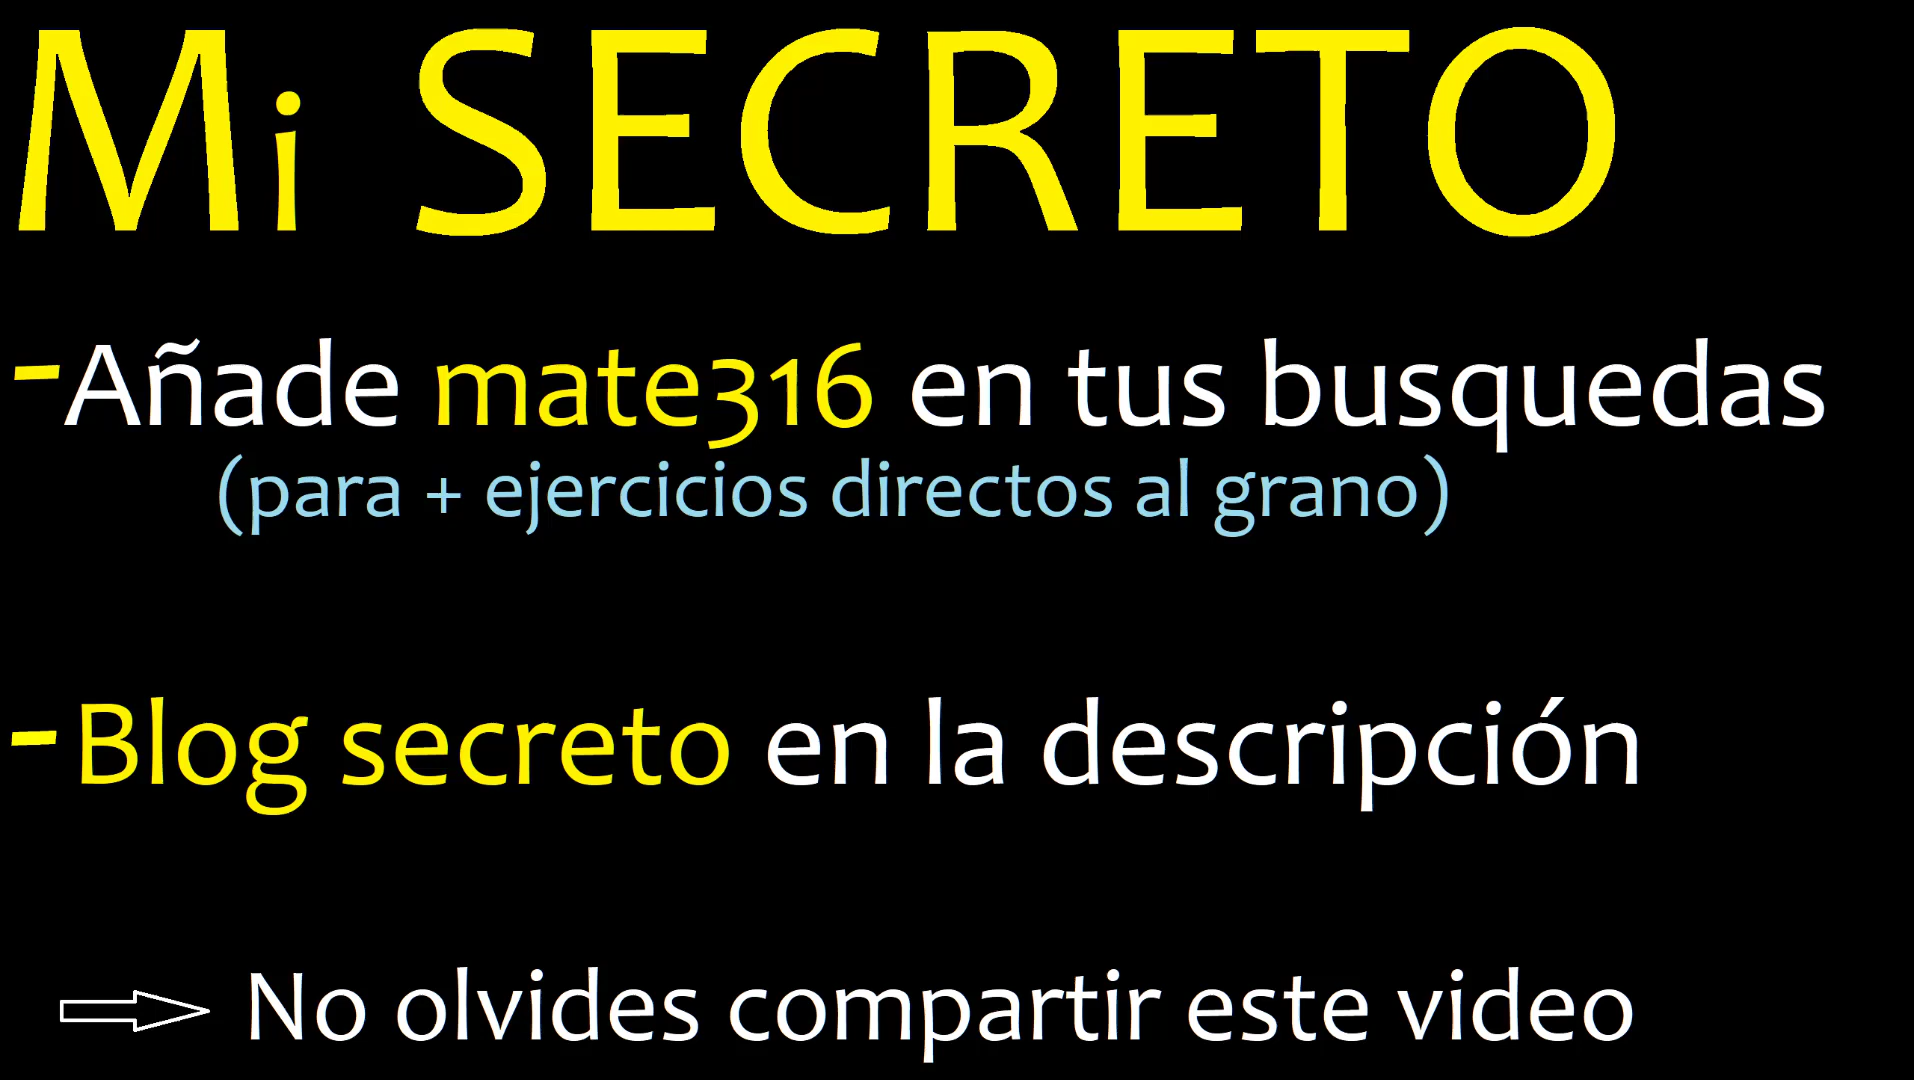 Mi SECRETO
-Añade mate316 en tus busquedas
(para + ejercicios directos al grano)
-Blog secreto en la descripción
No olvides compartir este video